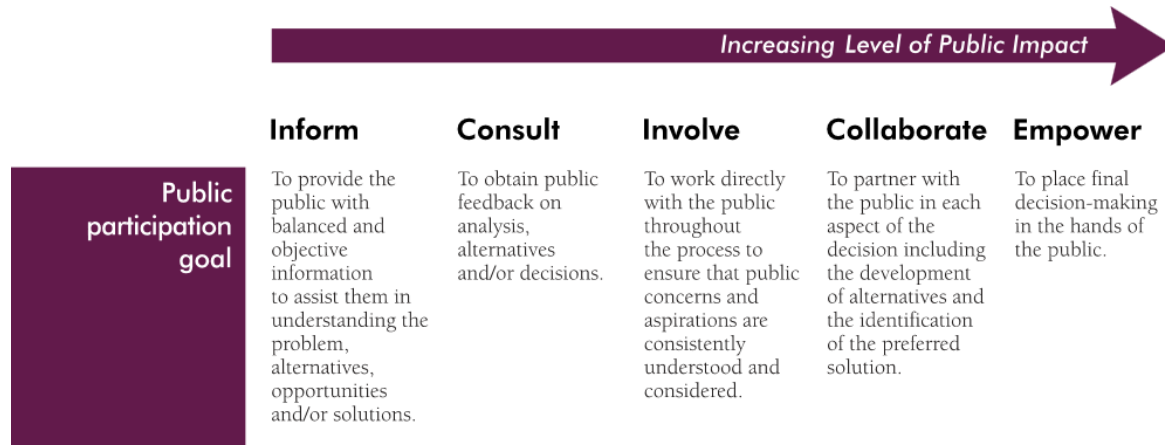 Increasing Level of Public Impact
Inform
Consult
Involve
Collaborate
Empower
Public
participation
goal
To provide the
public with
balanced and
objective
information
to assist them in
understanding the
problem,
alternatives,
opportunities
and/or solutions.
To obtain public
feedback on
analysis,
alternatives
and/or decisions.
To work directly
with the public
throughout
the process to
ensure that public
concerns and
aspirations are
consistently
understood and
considered.
To partner with
the public in each
aspect of the
decision including
the development
of alternatives and
the identification
of the preferred
solution.
To place final
decision-making
in the hands of
the public.